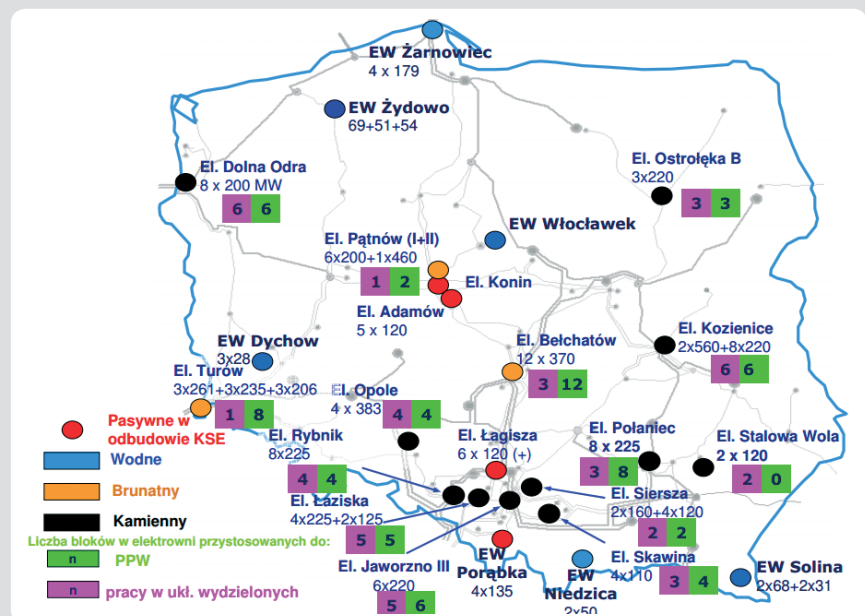 EW Żarnowiec
4 x 179
EW Żydowo
69+51+54
El. Dolna Odra
8 x 200 MW
6 6
El. Ostrołęka B
3x220
3 3
EW Włocławek
El. Pątnów (I+II)
6x200+1x460
1 2
El. Konin
El. Adamów
5 x 120
EW Dychow
3x28
El. Turów
3x261+3x235+3x206
1 8
El. Bełchatów
12 x 370
3 12
El. Kozienice
2x560+8x220
6 6
El. Opole
4 x 383
4 4
El. Rybnik
8x225
4 4
El. Łagisza
6 x 120 (+)
El. Połaniec
8 x 225
3 8
El. Stalowa Wola
2 x 120
2 0
El. Łaziska
4x225+2x125
5 5
El. Siersza
2x160+4x120
2 2
El. Jaworzno III
6x220
5 6
EW
Porąbka
4x135
El. Skawina
4x110
3 4
EW
Niedzica
2x50
EW Solina
2x68+2x31
Pasywne w
odbudowie KSE
Wodne
Brunatny
Kamienny
Liczba bloków w elektrowni przystosowanych do:
n PPW
n pracy w ukł. wydzielonych